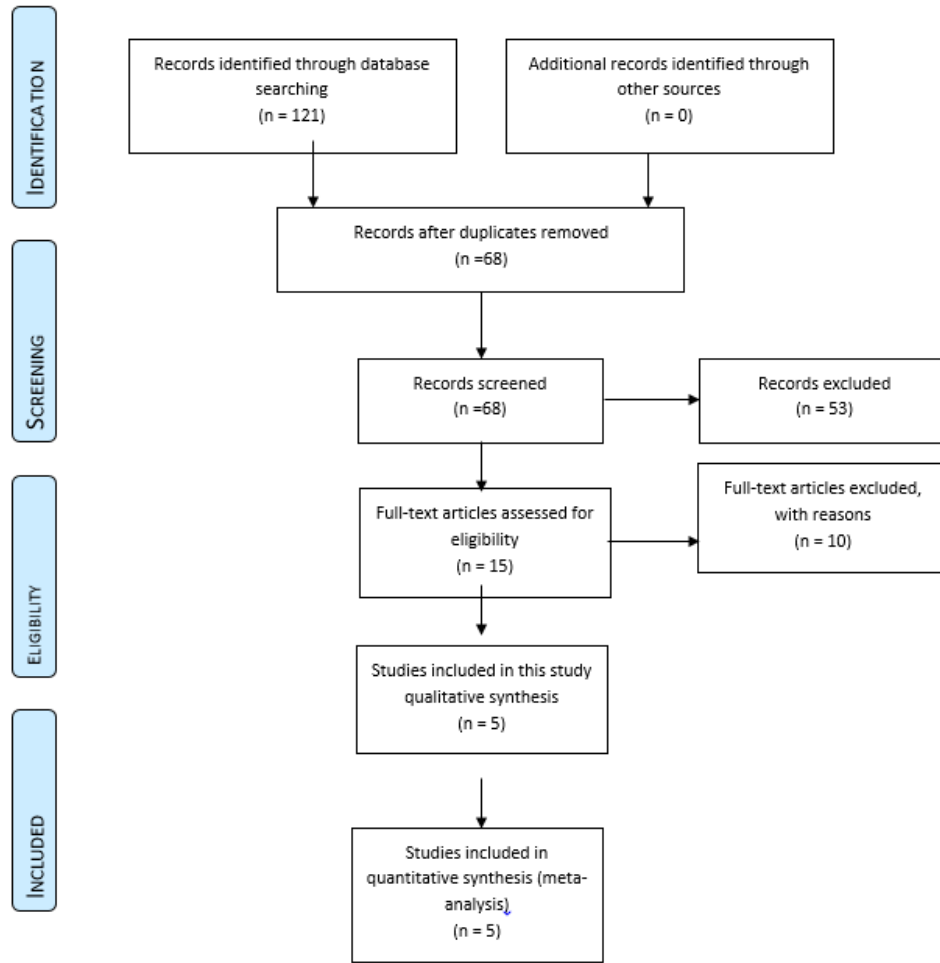 IDENTIFICATION
Records identified through database
searching
(n = 121)
Additional records identified through
other sources
(n = 0)
Records after duplicates removed
(n =68)
SCREENING
Records screened
(n =68)
Records excluded
(n = 53)
ELIGIBILITY
Full-text articles assessed for
eligibility
(n = 15)
Full-text articles excluded,
with reasons
(n = 10)
Studies included in this study
qualitative synthesis
(n = 5)
INCLUDED
Studies included in
quantitative synthesis (meta-
analysis)
(n = 5)